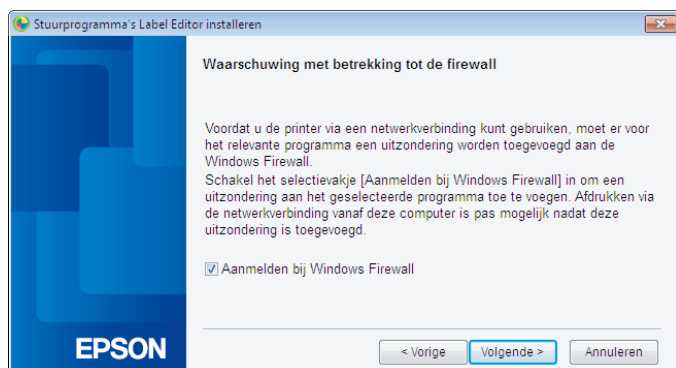 Stuurprogramma's Label Editor installeren
Waarschuwing met betrekking tot de firewall
Voordat u de printer via een netwerkverbinding kunt gebruiken, moet er voor
het relevante programma een uitzondering worden toegevoegd aan de
Windows Firewall.
Schakel het selectievakje [Aanmelden bij Windows Firewall] in om een
uitzondering aan het geselecteerde programma toe te voegen. Afdrukken via
de netwerkverbinding vanaf deze computer is pas mogelijk nadat deze
uitzondering is toegevoegd.
Aanmelden bij Windows Firewall
EPSON
< Vorige Volgende > Annuleren